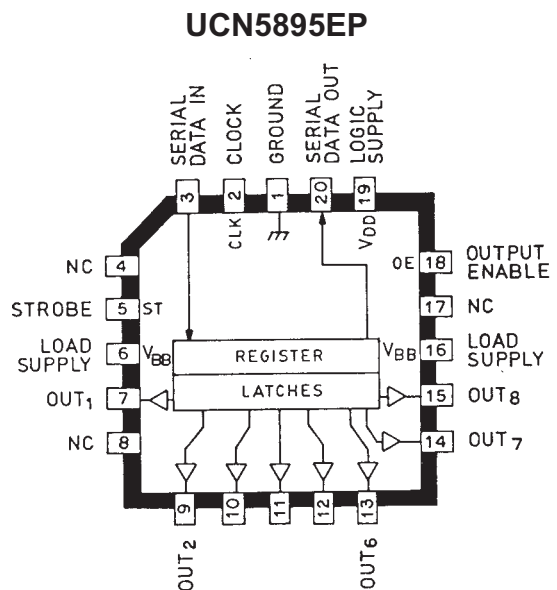 UCN5895EP
SERIAL
DATA IN
CLOCK
GROUND
SERIAL
DATA OUT
LOGIC
SUPPLY
3
2
1
20
19
CLK
VDD
NC
4
OE
18
OUTPUT
ENABLE
STROBE
5
ST
17
NC
LOAD
SUPPLY
6
VBB
REGISTER
VBB
16
LOAD
SUPPLY
OUT1
7
LATCHES
15
OUT8
NC
8
14
OUT7
9
10
11
12
13
OUT2
OUT6